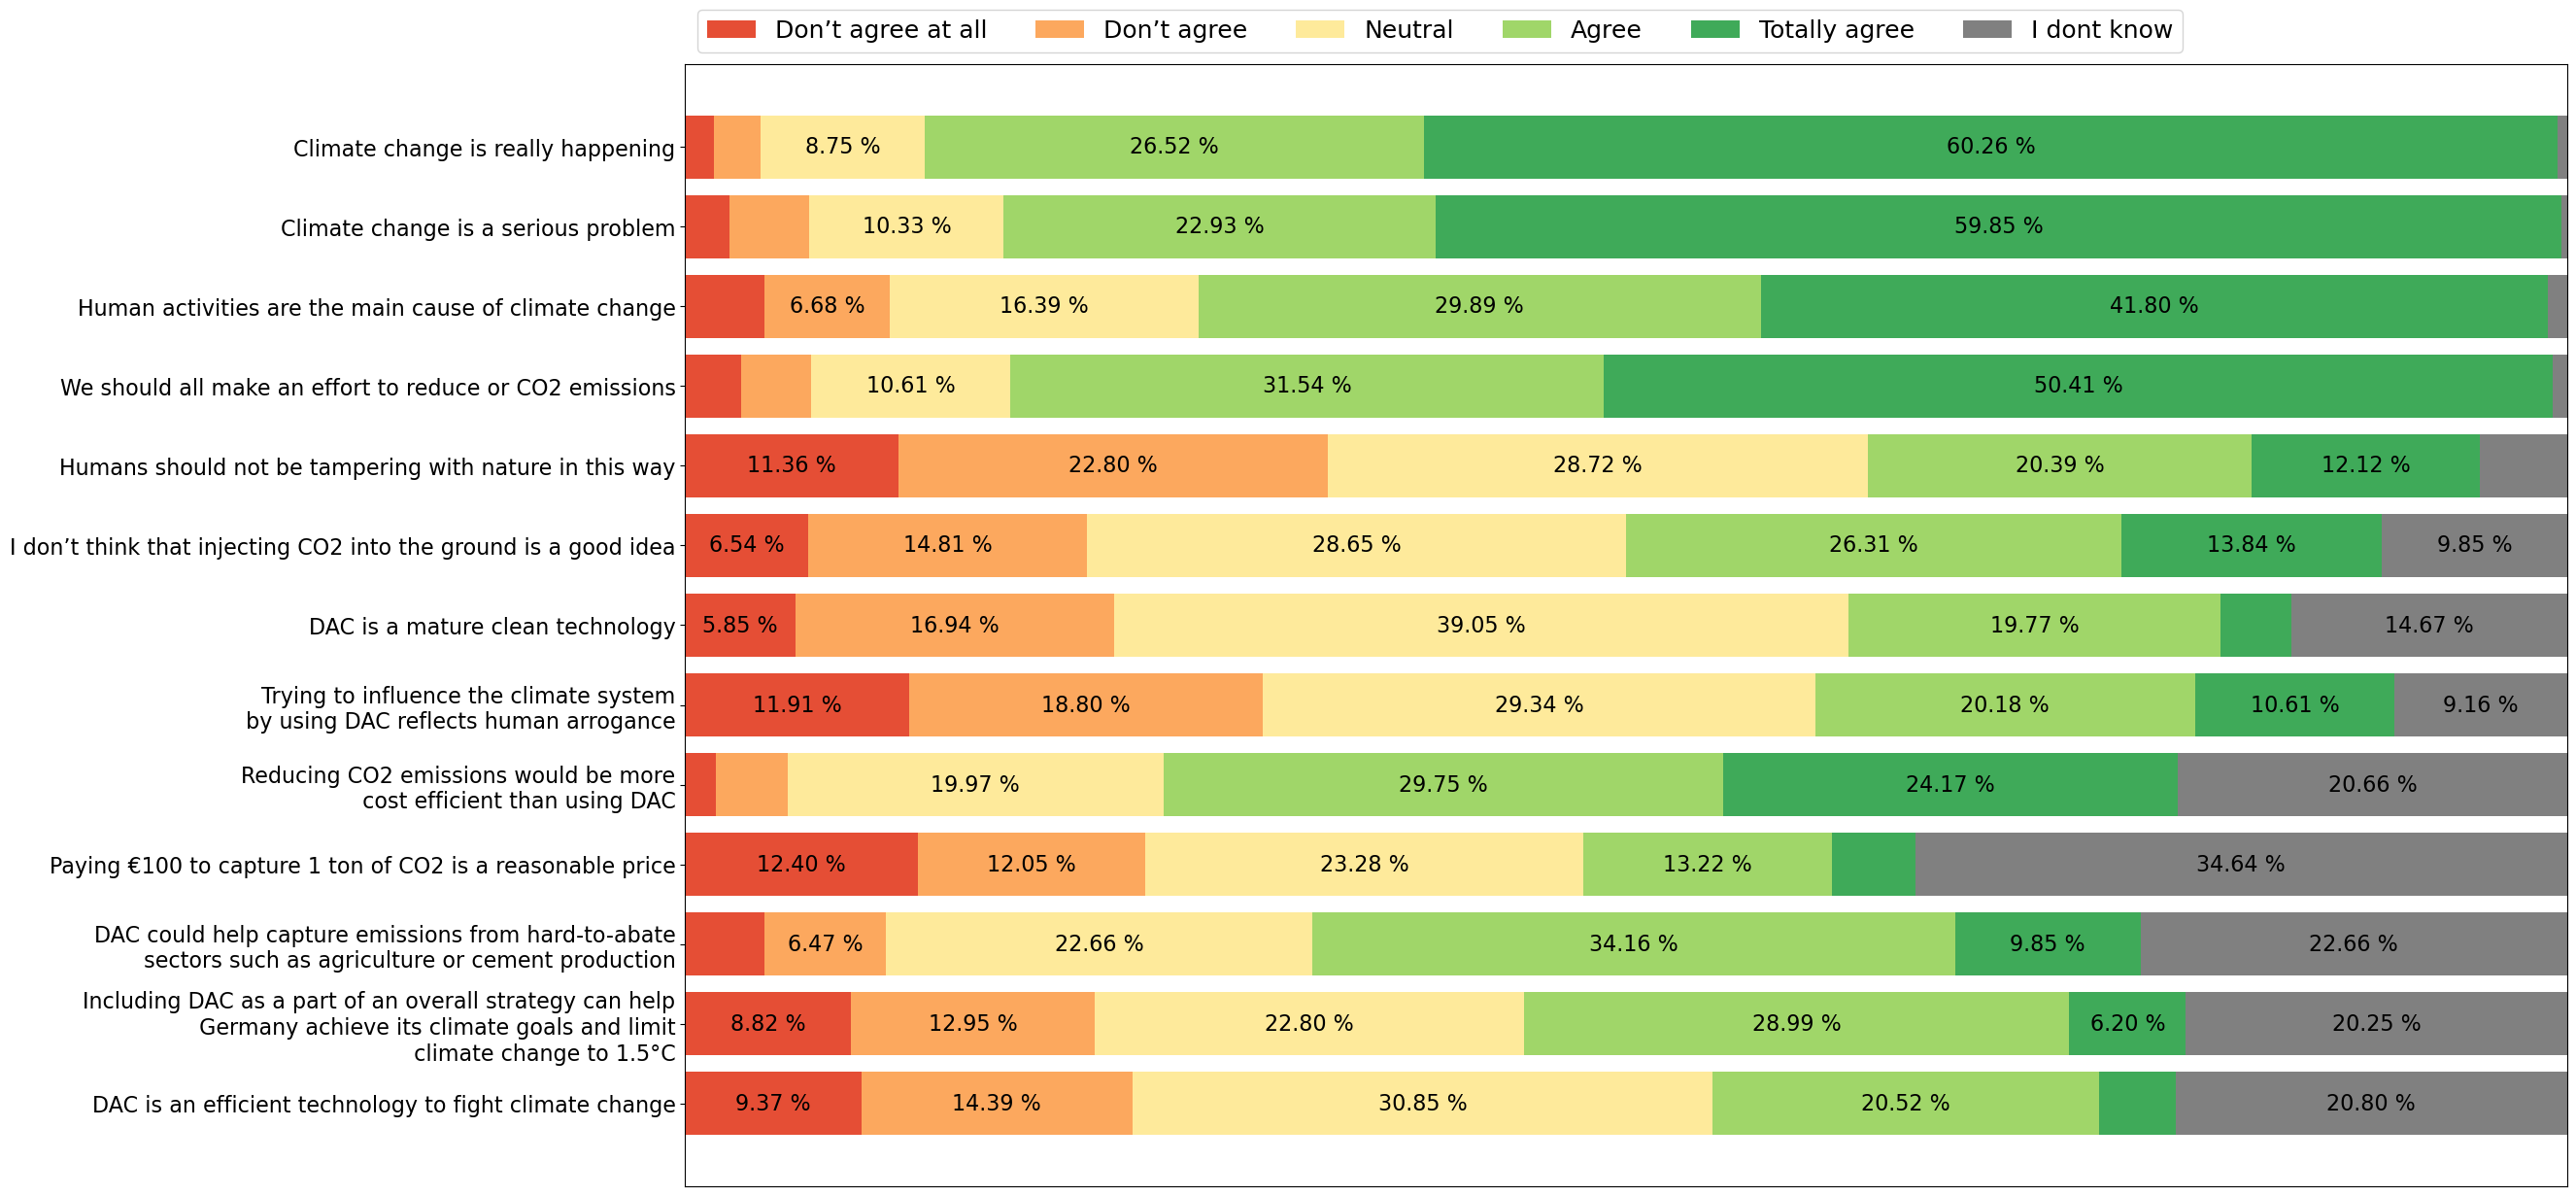 Don’t agree at all Don’t agree Neutral Agree Totally agree I dont know
Climate change is really happening
8.75 % 26.52 % 60.26 %
Climate change is a serious problem
10.33 % 22.93 % 59.85 %
Human activities are the main cause of climate change
6.68 % 16.39 % 29.89 % 41.80 %
We should all make an effort to reduce or CO2 emissions
10.61 % 31.54 % 50.41 %
Humans should not be tampering with nature in this way
11.36 % 22.80 % 28.72 % 20.39 % 12.12 %
I don’t think that injecting CO2 into the ground is a good idea
6.54 % 14.81 % 28.65 % 26.31 % 13.84 % 9.85 %
DAC is a mature clean technology
5.85 % 16.94 % 39.05 % 19.77 % 14.67 %
Trying to influence the climate system
by using DAC reflects human arrogance
11.91 % 18.80 % 29.34 % 20.18 % 10.61 % 9.16 %
Reducing CO2 emissions would be more
cost efficient than using DAC
19.97 % 29.75 % 24.17 % 20.66 %
Paying €100 to capture 1 ton of CO2 is a reasonable price
12.40 % 12.05 % 23.28 % 13.22 % 34.64 %
DAC could help capture emissions from hard-to-abate
sectors such as agriculture or cement production
6.47 % 22.66 % 34.16 % 9.85 % 22.66 %
Including DAC as a part of an overall strategy can help
Germany achieve its climate goals and limit
climate change to 1.5°C
8.82 % 12.95 % 22.80 % 28.99 % 6.20 % 20.25 %
DAC is an efficient technology to fight climate change
9.37 % 14.39 % 30.85 % 20.52 % 20.80 %